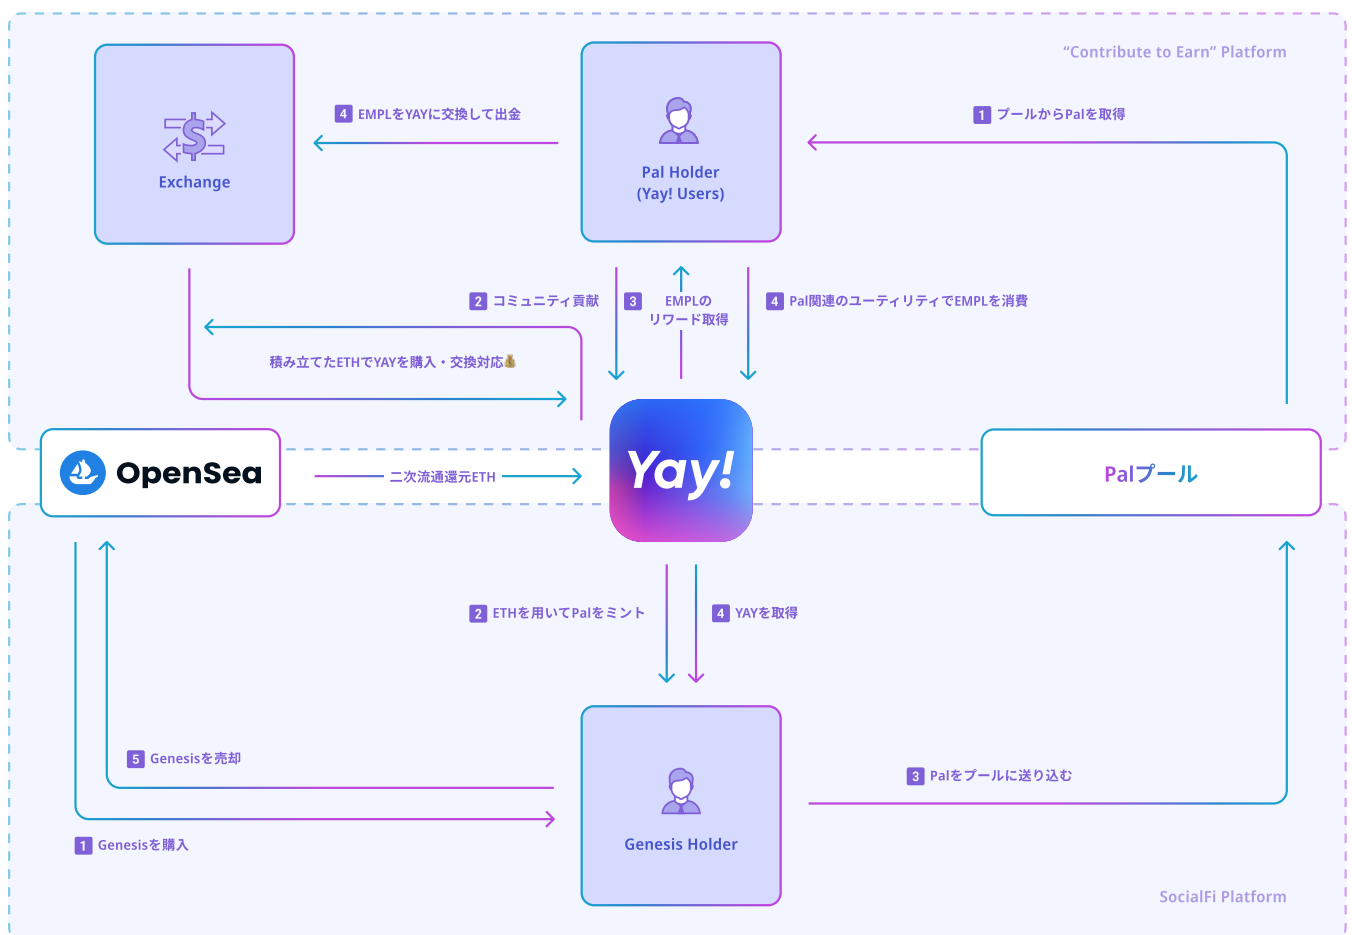 “Contribute to Earn” Platform
4 EMPLをYAYに交換して出金
1 プールからPalを取得
Exchange
Pal Holder
(Yay! Users)
2 コミュニティ貢献
3 EMPLの
リワード取得
4 Pal関連のユーティリティでEMPLを消費
積み立てたETHでYAYを購入・交換対応💰
OpenSea
二次流通還元ETH
Yay!
Palプール
2 ETHを用いてPalをミント
4 YAYを取得
5 Genesisを売却
3 Palをプールに送り込む
1 Genesisを購入
Genesis Holder
SocialFi Platform